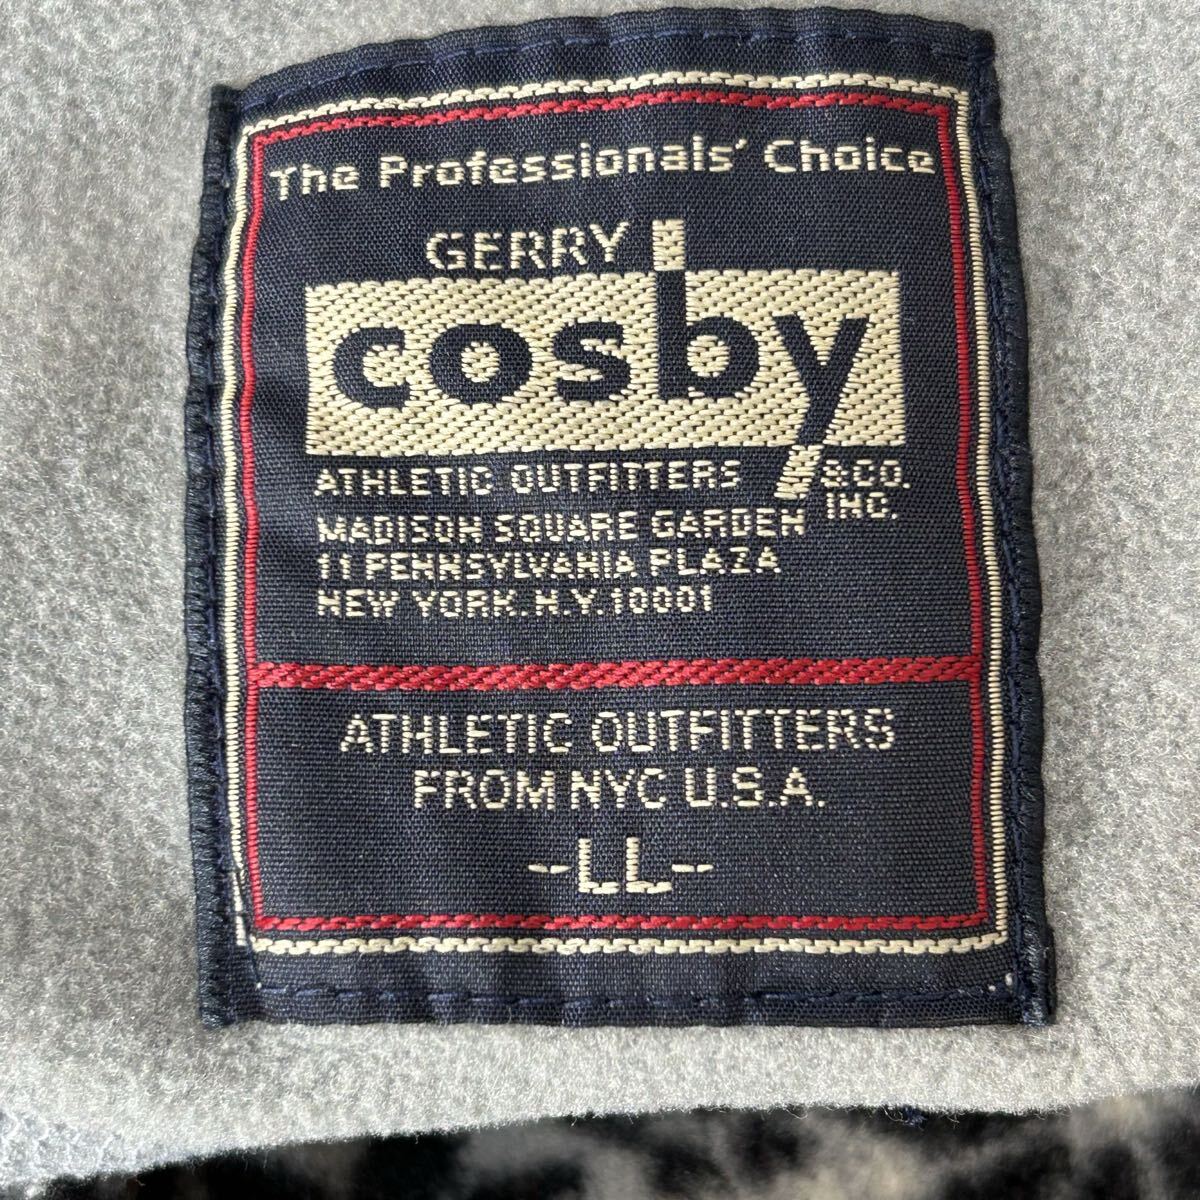 The Professionals' Choice
GERRY
cosby
ATHLETIC OUTFITTERS & CO.
INC.
MADISON SQUARE GARDEN
11 PENNSYLVANIA PLAZA
NEW YORK. N.Y. 10001
ATHLETIC OUTFITTERS
FROM NYC U.S.A.
-LL-